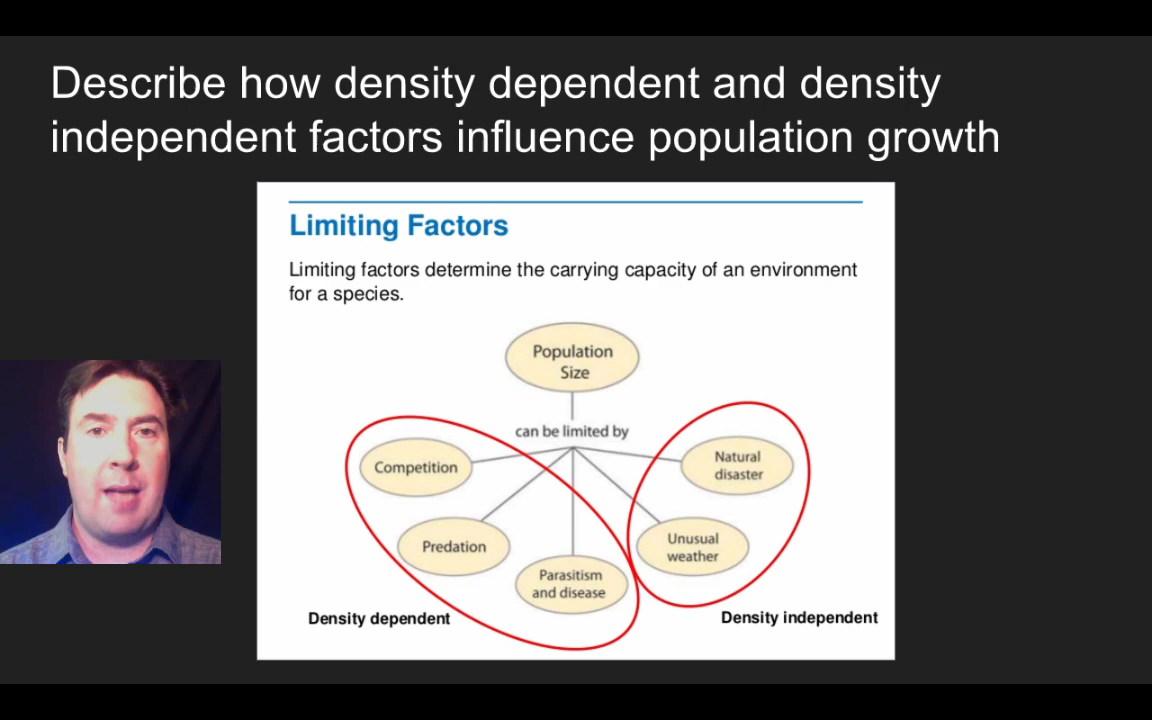 Describe how density dependent and density
independent factors influence population growth
Limiting Factors
Limiting factors determine the carrying capacity of an environment
for a species.
Population
Size
can be limited by
Competition
Predation
Parasitism
and disease
Unusual
weather
Natural
disaster
Density dependent
Density independent